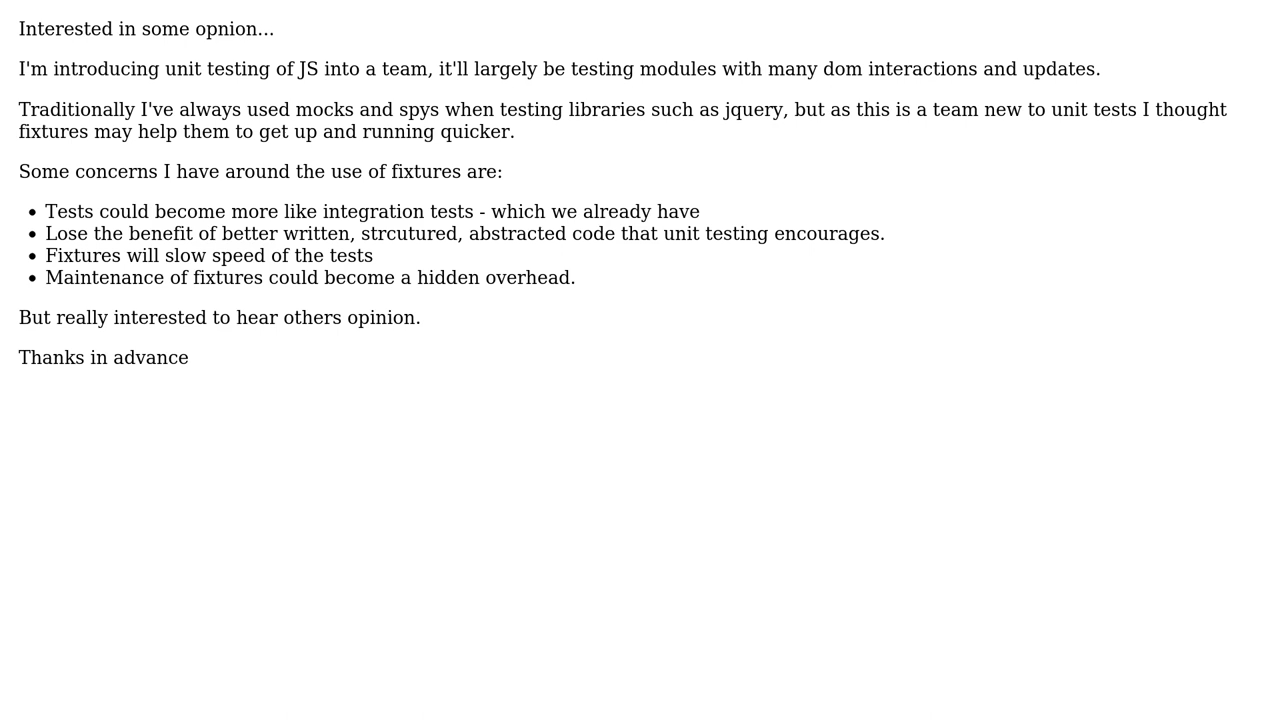 Interested in some opnion...
I'm introducing unit testing of JS into a team, it'll largely be testing modules with many dom interactions and updates.
Traditionally I've always used mocks and spys when testing libraries such as jquery, but as this is a team new to unit tests I thought
fixtures may help them to get up and running quicker.
Some concerns I have around the use of fixtures are:
• Tests could become more like integration tests - which we already have
• Lose the benefit of better written, strcutured, abstracted code that unit testing encourages.
• Fixtures will slow speed of the tests
• Maintenance of fixtures could become a hidden overhead.
But really interested to hear others opinion.
Thanks in advance